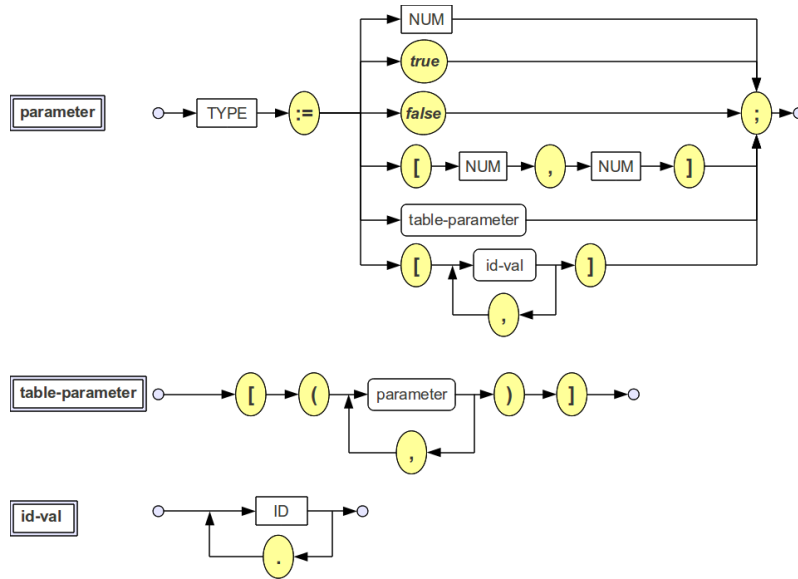 NUM
true
parameter TYPE := false ;
[ NUM , NUM ]
table-parameter
[ id-val ]
,
table-parameter [ ( parameter ) ]
,
id-val ID
.